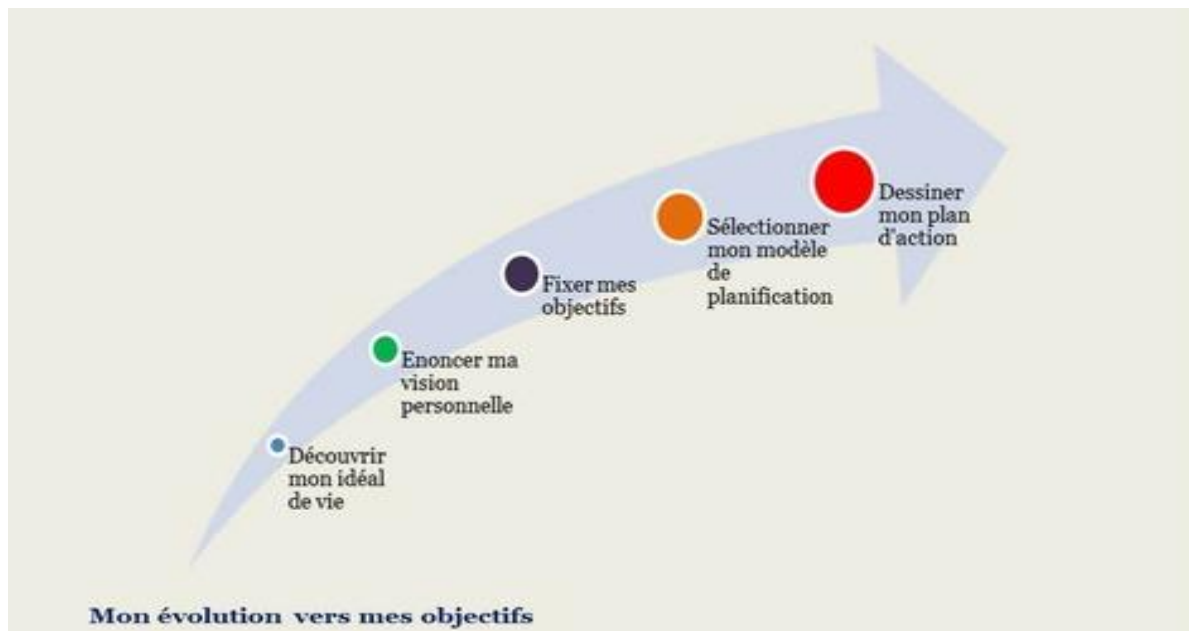 Dessiner
mon plan
d'action
Sélectionner
mon modèle
de
planification
Fixer mes
objectifs
Enoncer ma
vision
personnelle
Découvrir
mon idéal
de vie
Mon évolution vers mes objectifs